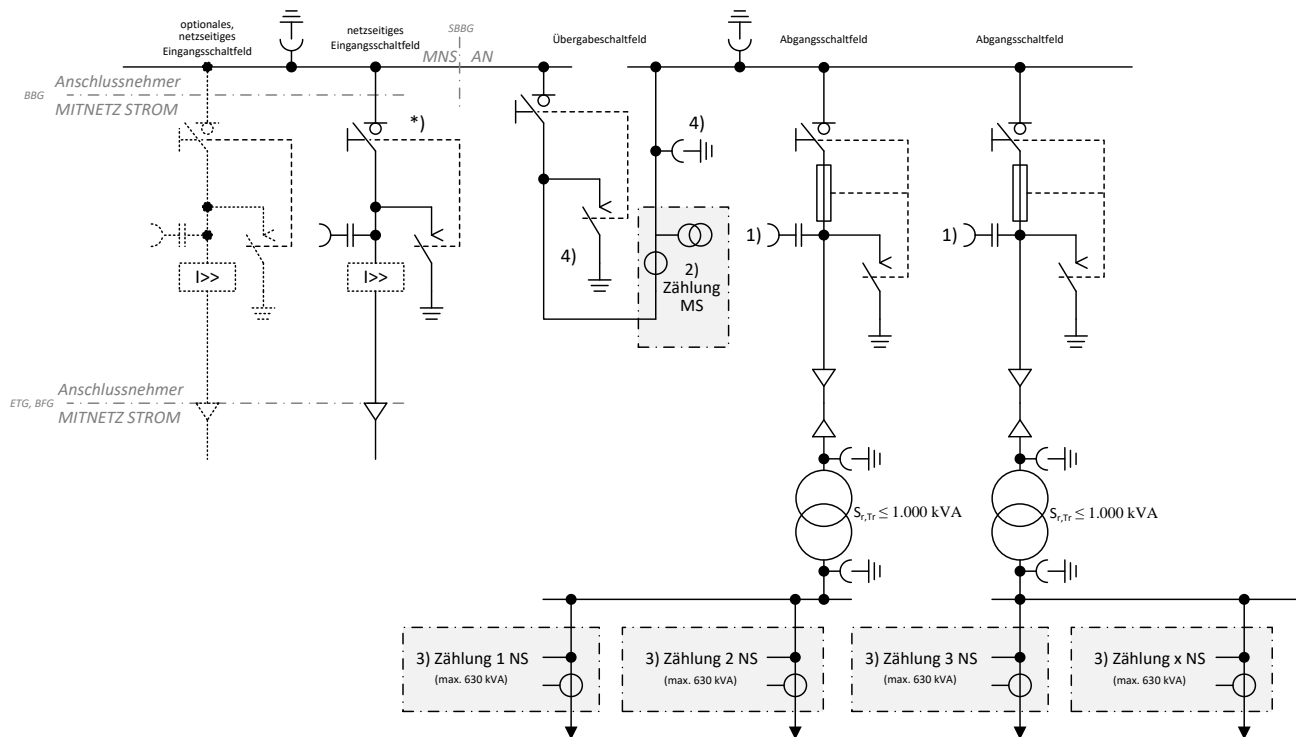 optionales,
netzseitiges
Eingangsschaltfeld
netzseitiges
Eingangsschaltfeld
SBBG
MNS AN
Übergabeschaltfeld
Abgangsschaltfeld
Abgangsschaltfeld
BBG
Anschlussnehmer
MITNETZ STROM
*)
4)
4)
1)
1)
2)
Zählung
MS
I>>
I>>
ETG, BFG
Anschlussnehmer
MITNETZ STROM
Sr,Tr ≤ 1.000 kVA
Sr,Tr ≤ 1.000 kVA
3) Zählung 1 NS
(max. 630 kVA)
3) Zählung 2 NS
(max. 630 kVA)
3) Zählung 3 NS
(max. 630 kVA)
3) Zählung x NS
(max. 630 kVA)